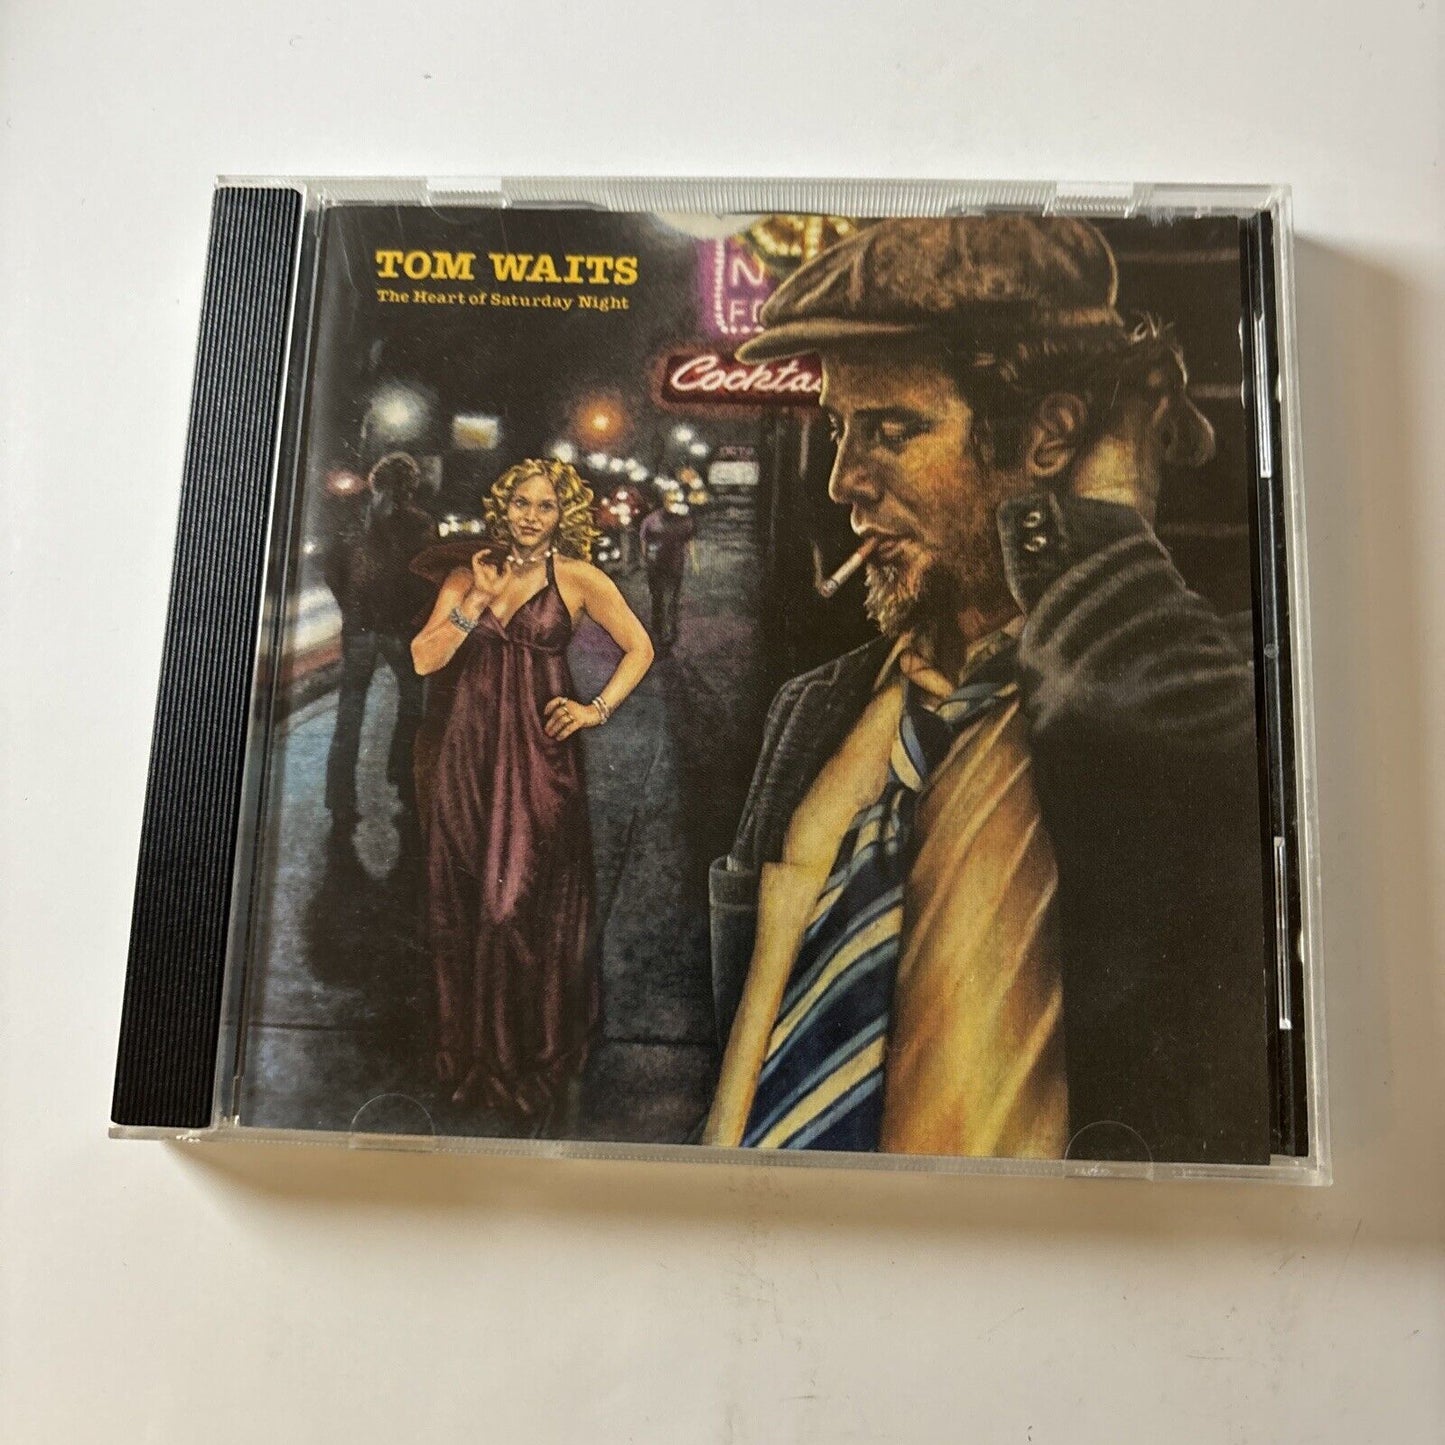 TOM WAITS
The Heart of Saturday Night
N
Cockta